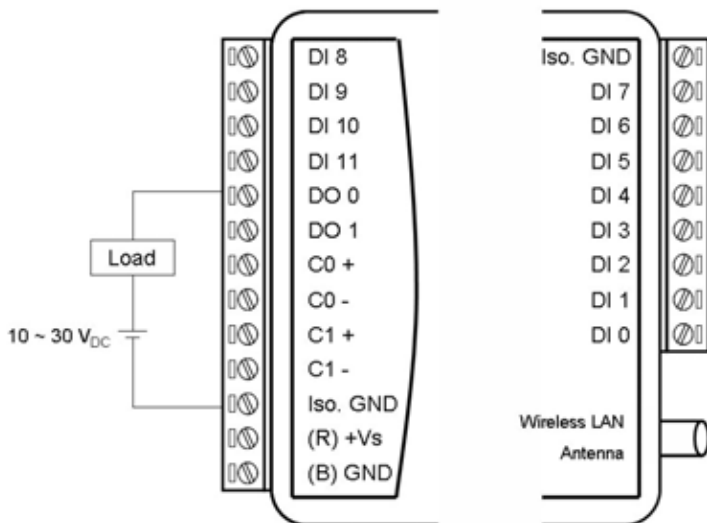 DI 8
DI 9
DI 10
DI 11
DO 0
DO 1
C0 +
C0 -
C1 +
C1 -
Iso. GND
(R) +Vs
(B) GND
Load
10 ~ 30 VDC
Iso. GND
DI 7
DI 6
DI 5
DI 4
DI 3
DI 2
DI 1
DI 0
Wireless LAN
Antenna